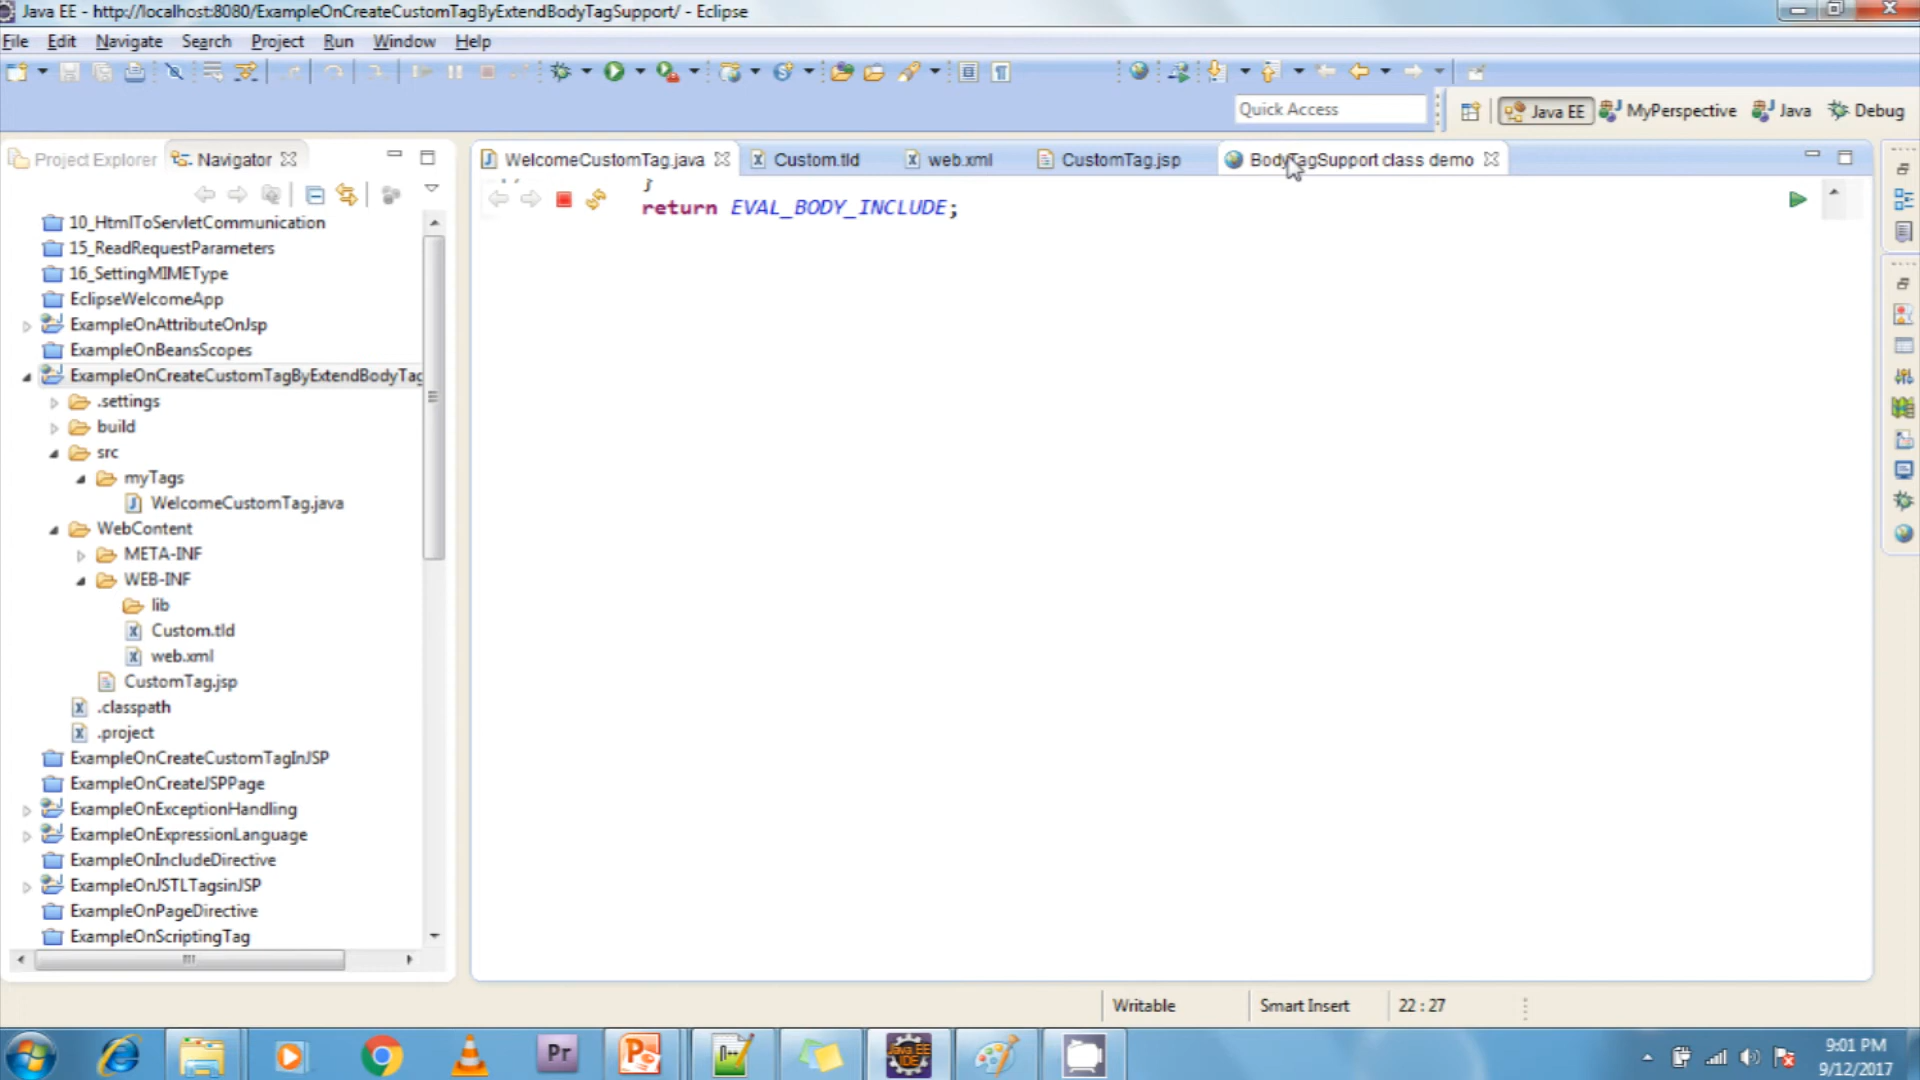 Java EE - http://localhost:8080/ExampleOnCreateCustomTagByExtendBodyTagSupport/ - Eclipse
File Edit Navigate Search Project Run Window Help
Quick Access
Java EE MyPerspective Java Debug
Project Explorer Navigator
WelcomeCustomTag.java Custom.tld web.xml CustomTag.jsp BodyTagSupport class demo
}
return EVAL_BODY_INCLUDE;
10_HtmlToServletCommunication
15_ReadRequestParameters
16_SettingMIMEType
EclipseWelcomeApp
ExampleOnAttributeOnJsp
ExampleOnBeansScopes
ExampleOnCreateCustomTagByExtendBodyTag
.settings
build
src
myTags
WelcomeCustomTag.java
WebContent
META-INF
WEB-INF
lib
Custom.tld
web.xml
CustomTag.jsp
.classpath
.project
ExampleOnCreateCustomTagInJSP
ExampleOnCreateJSPPage
ExampleOnExceptionHandling
ExampleOnExpressionLanguage
ExampleOnIncludeDirective
ExampleOnJSTLTagsinJSP
ExampleOnPageDirective
ExampleOnScriptingTag
Writable Smart Insert 22 : 27
Pr
Java EE
IDE
9:01 PM
9/12/2017